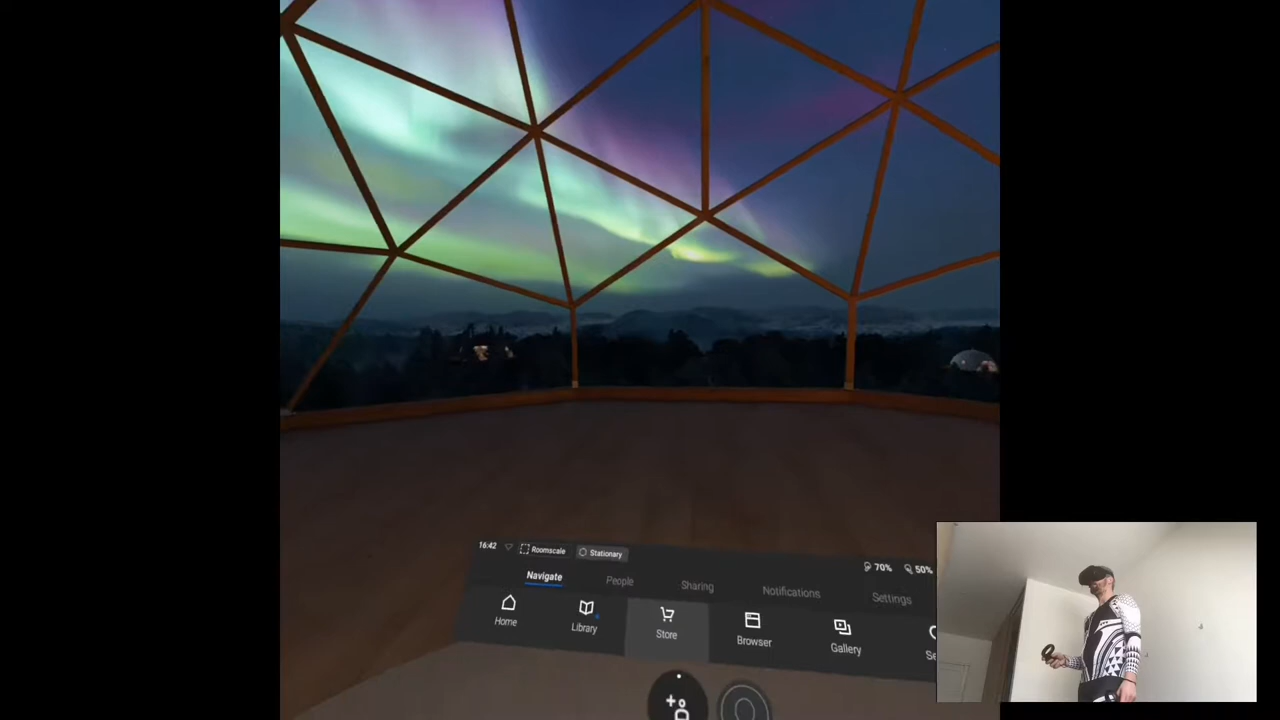 16:42 Roomscale Stationary
70% 50%
Navigate People Sharing Notifications Settings
Home Library Store Browser Gallery